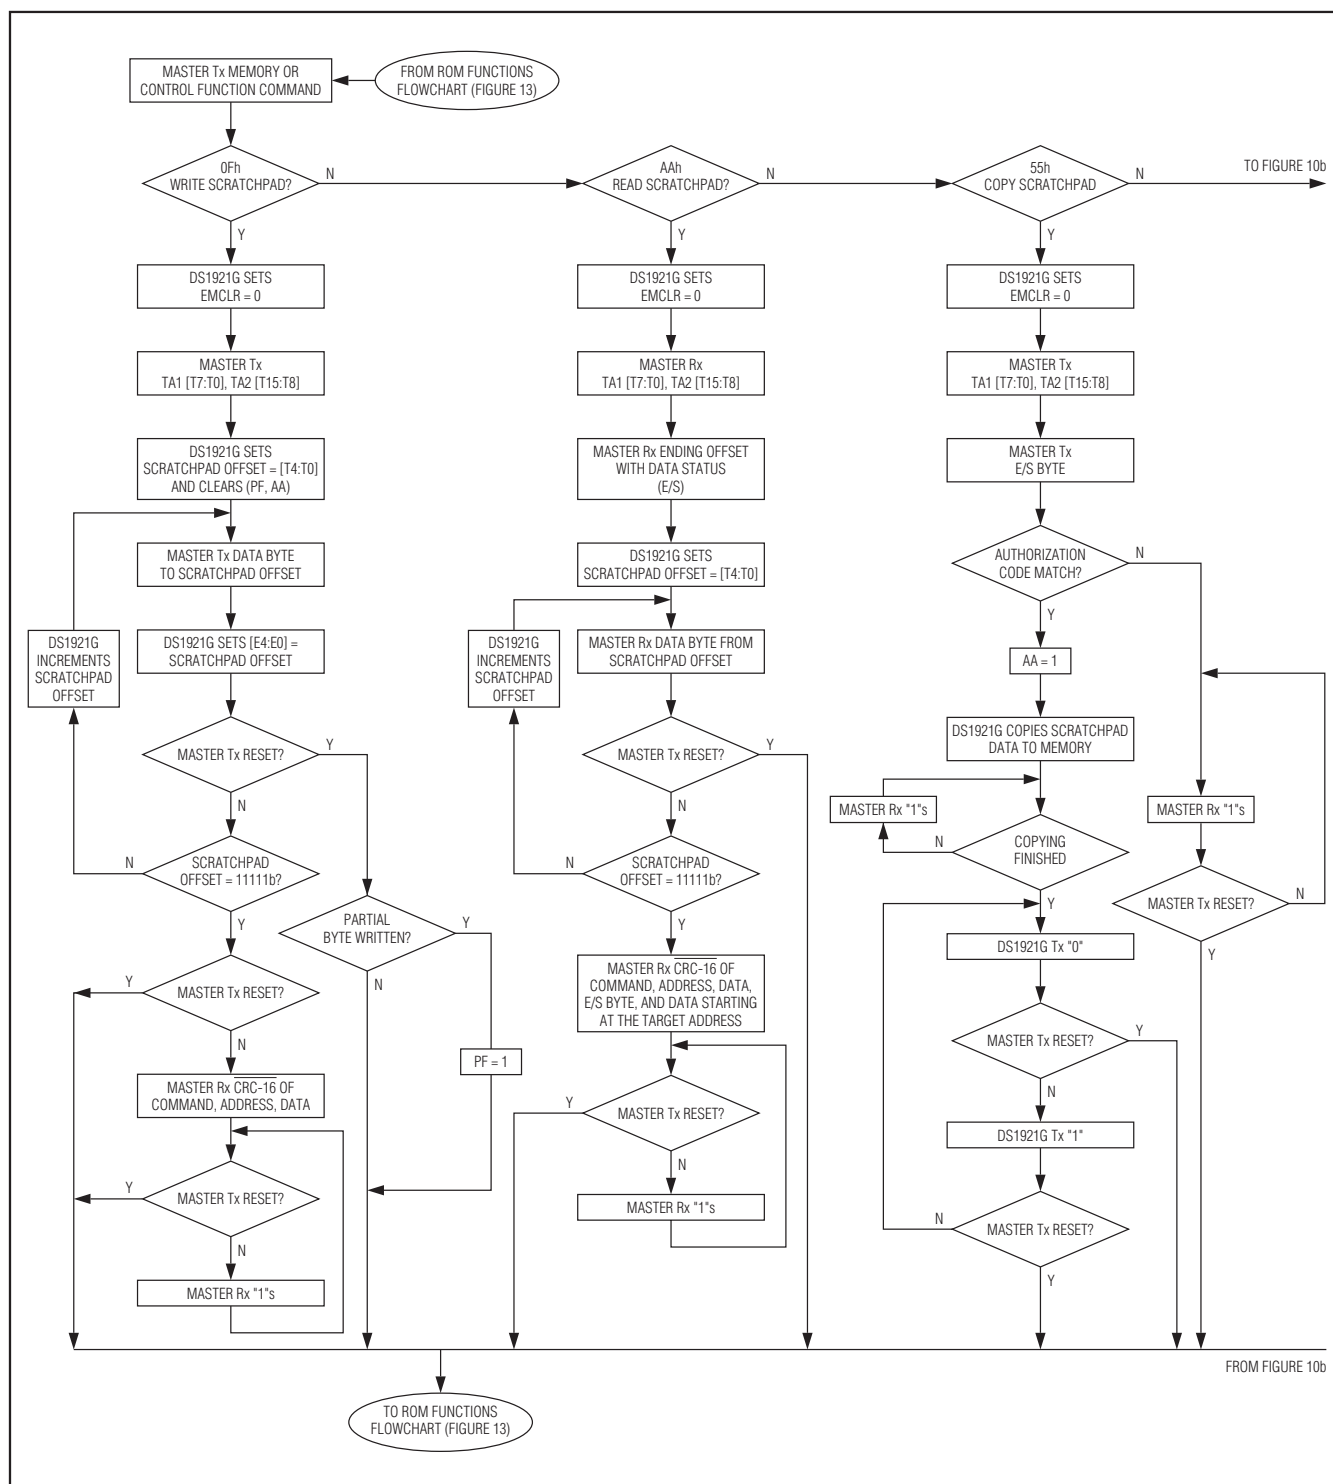 MASTER Tx MEMORY OR
CONTROL FUNCTION COMMAND
FROM ROM FUNCTIONS
FLOWCHART (FIGURE 13)
0Fh
WRITE SCRATCHPAD?
N
Y
DS1921G SETS
EMCLR = 0
MASTER Tx
TA1 [T7:T0], TA2 [T15:T8]
DS1921G SETS
SCRATCHPAD OFFSET = [T4:T0]
AND CLEARS (PF, AA)
MASTER Tx DATA BYTE
TO SCRATCHPAD OFFSET
DS1921G SETS [E4:E0] =
SCRATCHPAD OFFSET
DS1921G
INCREMENTS
SCRATCHPAD
OFFSET
MASTER Tx RESET?
Y
N
SCRATCHPAD
OFFSET = 11111b?
N
Y
PARTIAL
BYTE WRITTEN?
Y
N
PF = 1
MASTER Tx RESET?
Y
N
MASTER Rx CRC-16 OF
COMMAND, ADDRESS, DATA
MASTER Tx RESET?
Y
N
MASTER Rx "1"s
AAh
READ SCRATCHPAD?
N
Y
DS1921G SETS
EMCLR = 0
MASTER Rx
TA1 [T7:T0], TA2 [T15:T8]
MASTER Rx ENDING OFFSET
WITH DATA STATUS
(E/S)
DS1921G SETS
SCRATCHPAD OFFSET = [T4:T0]
MASTER Rx DATA BYTE FROM
SCRATCHPAD OFFSET
DS1921G
INCREMENTS
SCRATCHPAD
OFFSET
MASTER Tx RESET?
Y
N
SCRATCHPAD
OFFSET = 11111b?
N
Y
MASTER Rx CRC-16 OF
COMMAND, ADDRESS, DATA,
E/S BYTE, AND DATA STARTING
AT THE TARGET ADDRESS
MASTER Tx RESET?
Y
N
MASTER Rx "1"s
55h
COPY SCRATCHPAD
N
TO FIGURE 10b
Y
DS1921G SETS
EMCLR = 0
MASTER Tx
TA1 [T7:T0], TA2 [T15:T8]
MASTER Tx
E/S BYTE
AUTHORIZATION
CODE MATCH?
N
Y
AA = 1
DS1921G COPIES SCRATCHPAD
DATA TO MEMORY
MASTER Rx "1"s
COPYING
FINISHED
N
Y
DS1921G Tx "0"
MASTER Tx RESET?
Y
N
DS1921G Tx "1"
MASTER Tx RESET?
N
Y
MASTER Rx "1"s
MASTER Tx RESET?
N
Y
FROM FIGURE 10b
TO ROM FUNCTIONS
FLOWCHART (FIGURE 13)